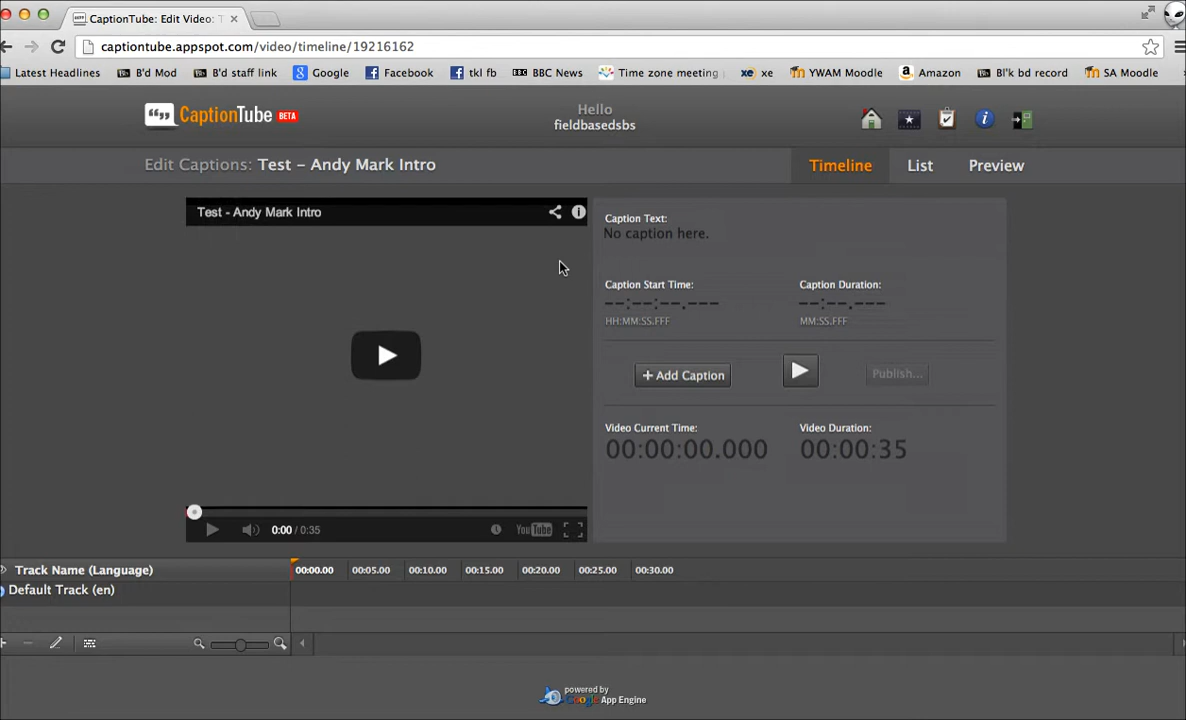 CaptionTube: Edit Video: T
captiontube.appspot.com/video/timeline/19216162
Latest Headlines B'd Mod B'd staff link Google Facebook tkl fb BBC News Time zone meeting xe xe YWAM Moodle Amazon Bl'k bd record SA Moodle
CaptionTube BETA
Hello
fieldbasedsbs
Edit Captions: Test – Andy Mark Intro
Timeline List Preview
Test - Andy Mark Intro
Caption Text:
No caption here.
Caption Start Time: Caption Duration:
--:--:--.--- --:--.---
HH:MM:SS.FFF MM:SS.FFF
+ Add Caption Publish...
Video Current Time: Video Duration:
00:00:00.000 00:00:35
0:00 / 0:35 YouTube
Track Name (Language) 00:00.00 00:05.00 00:10.00 00:15.00 00:20.00 00:25.00 00:30.00
Default Track (en)
powered by
Google App Engine